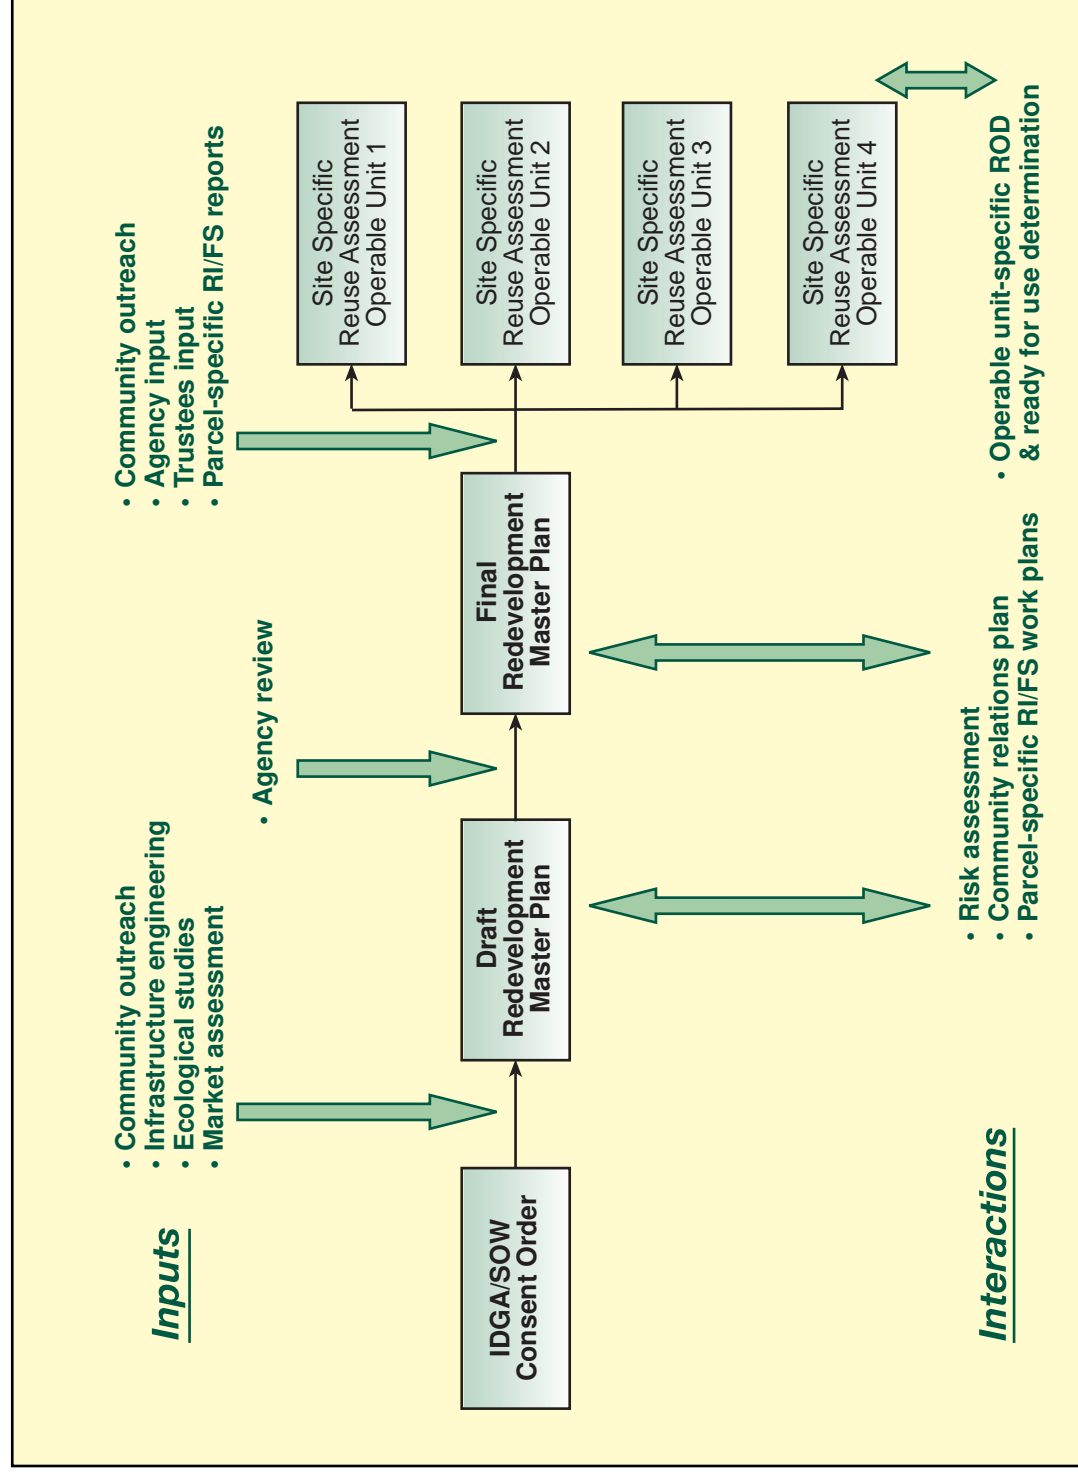 Inputs
• Community outreach
• Infrastructure engineering
• Ecological studies
• Market assessment
• Agency review
• Community outreach
• Agency input
• Trustees input
• Parcel-specific RI/FS reports
IDGA/SOW
Consent Order
Draft
Redevelopment
Master Plan
Final
Redevelopment
Master Plan
Site Specific
Reuse Assessment
Operable Unit 1
Site Specific
Reuse Assessment
Operable Unit 2
Site Specific
Reuse Assessment
Operable Unit 3
Site Specific
Reuse Assessment
Operable Unit 4
Interactions
• Risk assessment
• Community relations plan
• Parcel-specific RI/FS work plans
• Operable unit-specific ROD
& ready for use determination